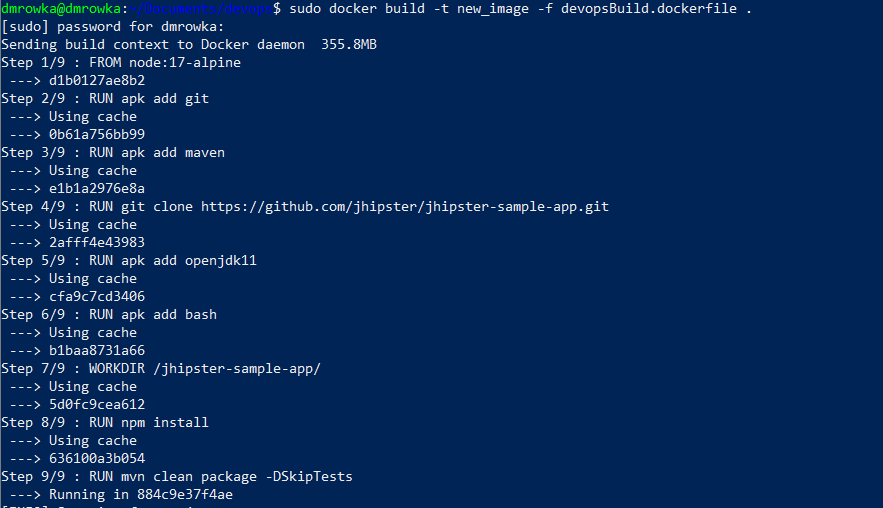 dmrowka@dmrowka:~/Documents/devops$ sudo docker build -t new_image -f devopsBuild.dockerfile .
[sudo] password for dmrowka:
Sending build context to Docker daemon  355.8MB
Step 1/9 : FROM node:17-alpine
 ---> d1b0127ae8b2
Step 2/9 : RUN apk add git
 ---> Using cache
 ---> 0b61a756bb99
Step 3/9 : RUN apk add maven
 ---> Using cache
 ---> e1b1a2976e8a
Step 4/9 : RUN git clone https://github.com/jhipster/jhipster-sample-app.git
 ---> Using cache
 ---> 2afff4e43983
Step 5/9 : RUN apk add openjdk11
 ---> Using cache
 ---> cfa9c7cd3406
Step 6/9 : RUN apk add bash
 ---> Using cache
 ---> b1baa8731a66
Step 7/9 : WORKDIR /jhipster-sample-app/
 ---> Using cache
 ---> 5d0fc9cea612
Step 8/9 : RUN npm install
 ---> Using cache
 ---> 636100a3b054
Step 9/9 : RUN mvn clean package -DSkipTests
 ---> Running in 884c9e37f4ae